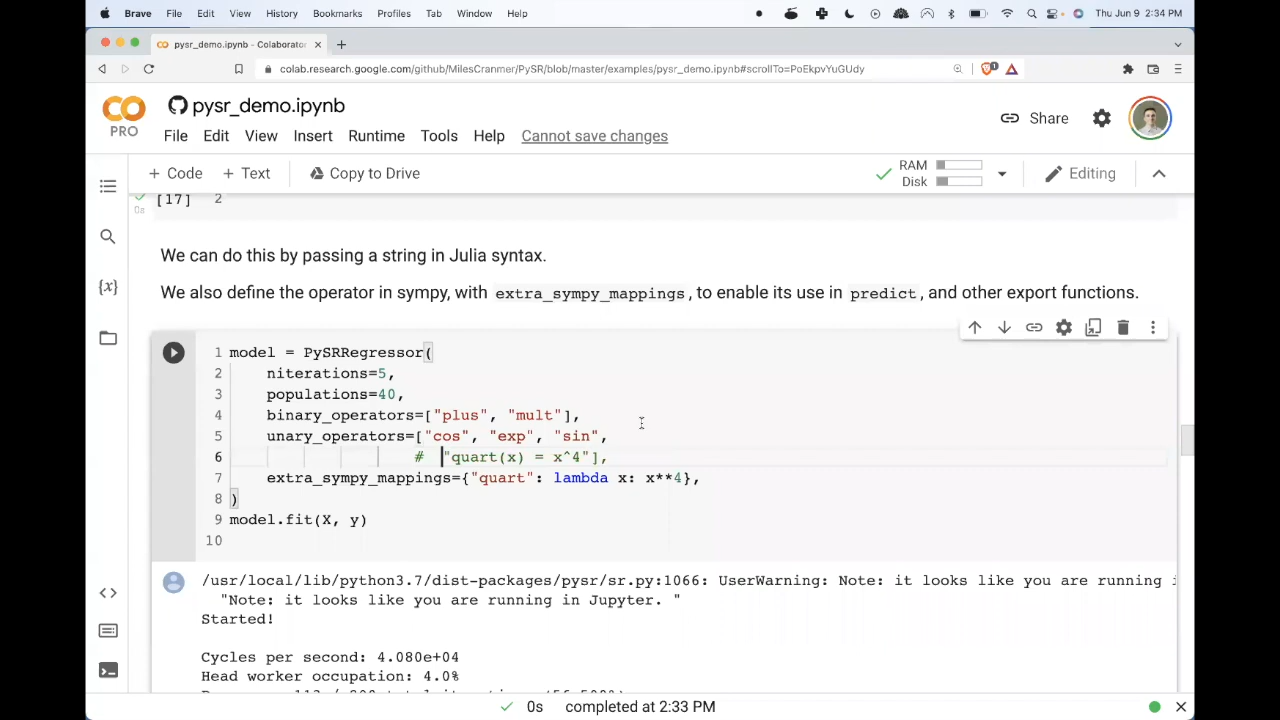 Brave File Edit View History Bookmarks Profiles Tab Window Help Thu Jun 9 2:34 PM
pysr_demo.ipynb - Colaborator
colab.research.google.com/github/MilesCranmer/PySR/blob/master/examples/pysr_demo.ipynb#scrollTo=PoEkpvYuGUdy
CO
PRO
pysr_demo.ipynb
Share
File Edit View Insert Runtime Tools Help Cannot save changes
+ Code + Text Copy to Drive
RAM
Disk
Editing
[17] 2
0s
We can do this by passing a string in Julia syntax.
We also define the operator in sympy, with extra_sympy_mappings, to enable its use in predict, and other export functions.
1 model = PySRRegressor(
2 niterations=5,
3 populations=40,
4 binary_operators=["plus", "mult"],
5 unary_operators=["cos", "exp", "sin",
6 # "quart(x) = x^4"],
7 extra_sympy_mappings={"quart": lambda x: x**4},
8 )
9 model.fit(X, y)
10
/usr/local/lib/python3.7/dist-packages/pysr/sr.py:1066: UserWarning: Note: it looks like you are running i
"Note: it looks like you are running in Jupyter. "
Started!
Cycles per second: 4.080e+04
Head worker occupation: 4.0%
0s completed at 2:33 PM